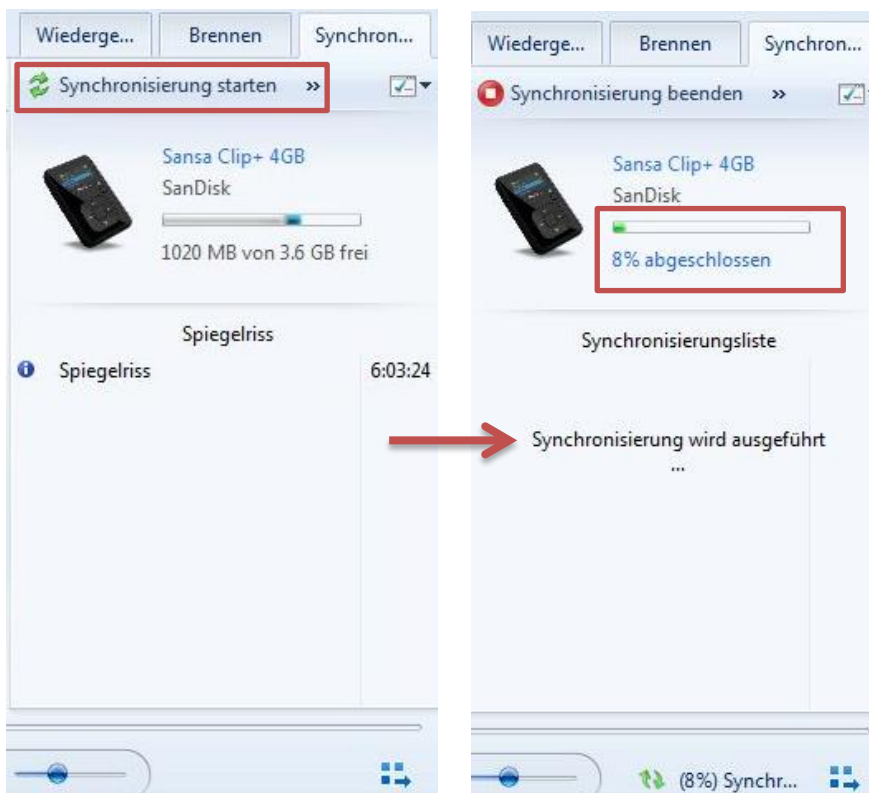 Wiederge... Brennen Synchron...
Synchronisierung starten »
Sansa Clip+ 4GB
SanDisk
1020 MB von 3.6 GB frei
Spiegelriss
Spiegelriss 6:03:24
Wiederge... Brennen Synchron...
Synchronisierung beenden »
Sansa Clip+ 4GB
SanDisk
8% abgeschlossen
Synchronisierungsliste
Synchronisierung wird ausgeführt
...
(8%) Synchr...